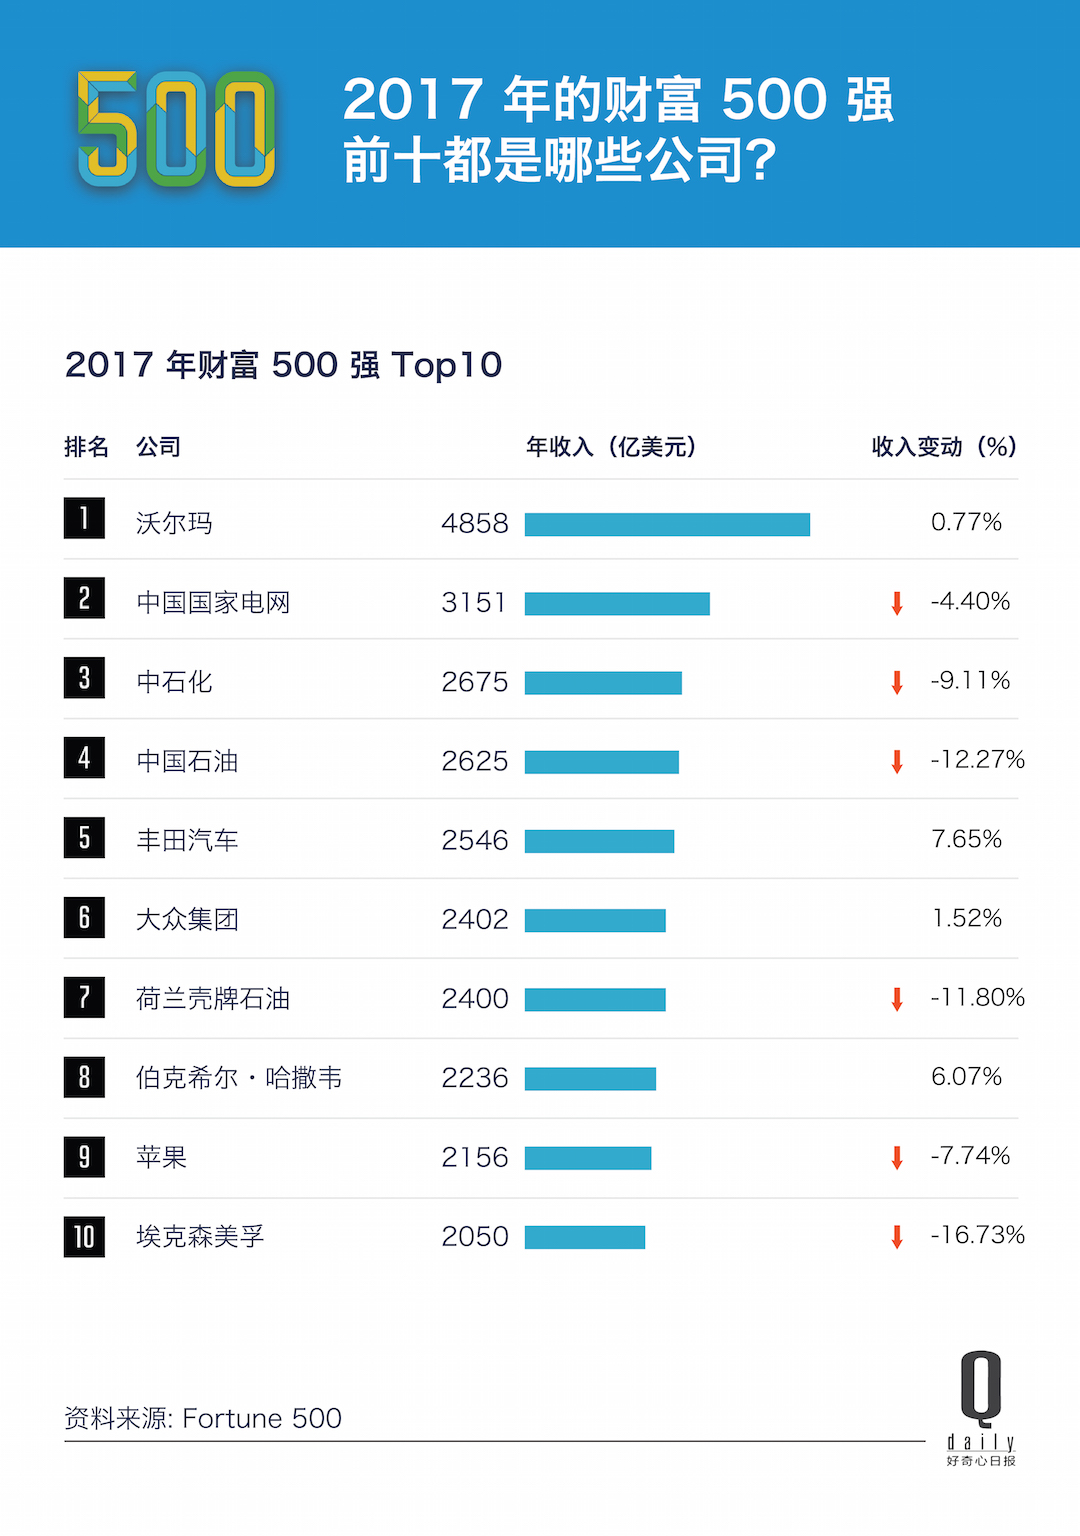 500
2017 年的财富 500 强
前十都是哪些公司？
2017 年财富 500 强 Top10
排名 公司 年收入（亿美元） 收入变动（%）
1 沃尔玛 4858 0.77%
2 中国国家电网 3151 -4.40%
3 中石化 2675 -9.11%
4 中国石油 2625 -12.27%
5 丰田汽车 2546 7.65%
6 大众集团 2402 1.52%
7 荷兰壳牌石油 2400 -11.80%
8 伯克希尔·哈撒韦 2236 6.07%
9 苹果 2156 -7.74%
10 埃克森美孚 2050 -16.73%
资料来源: Fortune 500
Q
daily
好奇心日报